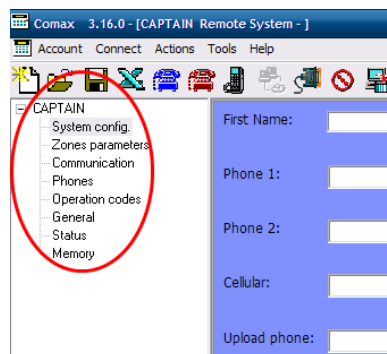 Comax 3.16.0 - [CAPTAIN Remote System - ]
Account Connect Actions Tools Help
CAPTAIN
System config.
Zones parameters
Communication
Phones
Operation codes
General
Status
Memory
First Name:
Phone 1:
Phone 2:
Cellular:
Upload phone: